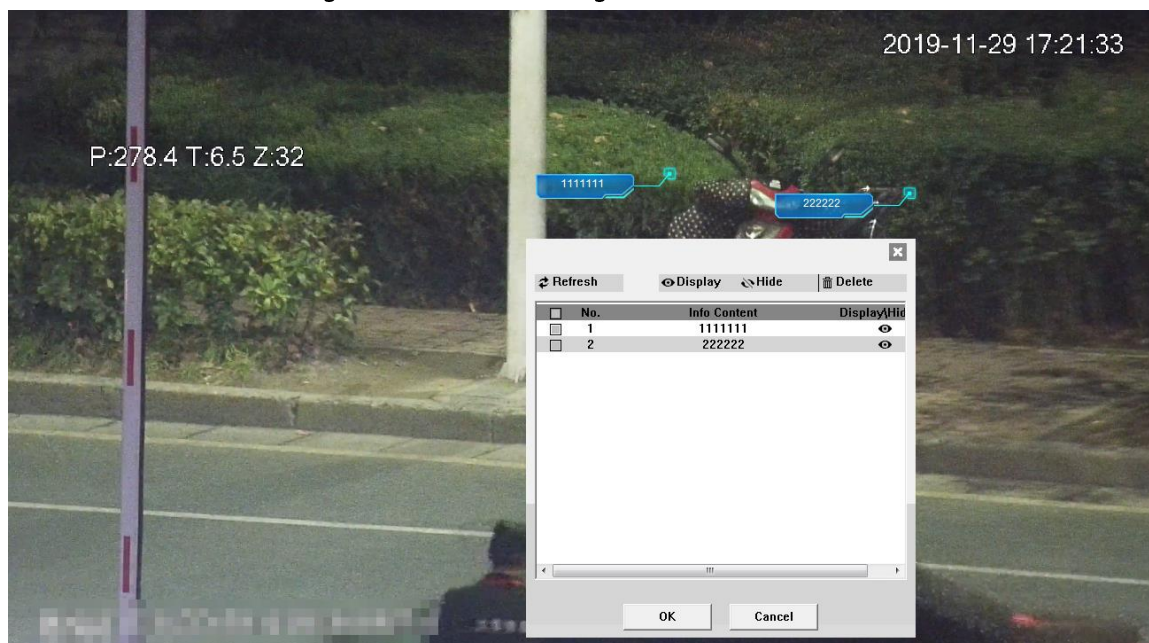 2019-11-29 17:21:33
P:278.4 T:6.5 Z:32
1111111
222222
Refresh Display Hide Delete
No. Info Content Display\Hid
1 1111111
2 222222
OK Cancel